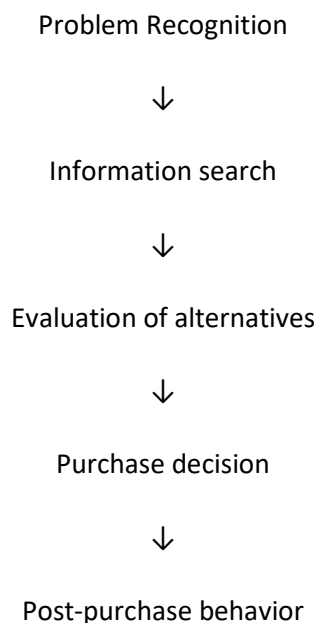 Problem Recognition
↓
Information search
↓
Evaluation of alternatives
↓
Purchase decision
↓
Post-purchase behavior